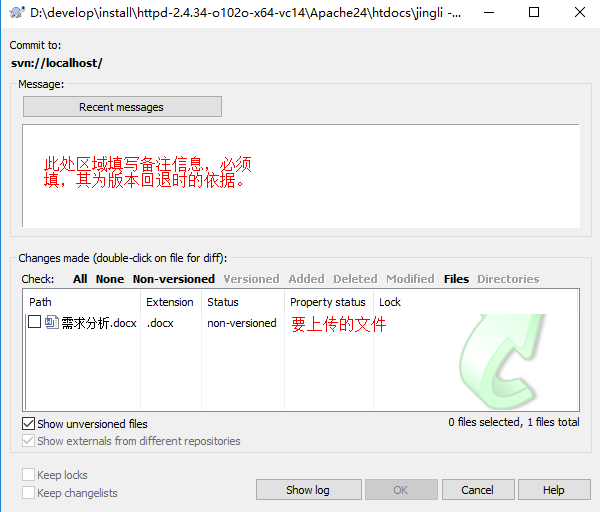 D:\develop\install\httpd-2.4.34-o102o-x64-vc14\Apache24\htdocs\jingli -...
Commit to:
svn://localhost/
Message:
Recent messages
此处区域填写备注信息，必须
填，其为版本回退时的依据。
Changes made (double-click on file for diff):
Check: All None Non-versioned Versioned Added Deleted Modified Files Directories
Path Extension Status Property status Lock
需求分析.docx .docx non-versioned 要上传的文件
Show unversioned files 0 files selected, 1 files total
Show externals from different repositories
Keep locks
Keep changelists
Show log OK Cancel Help